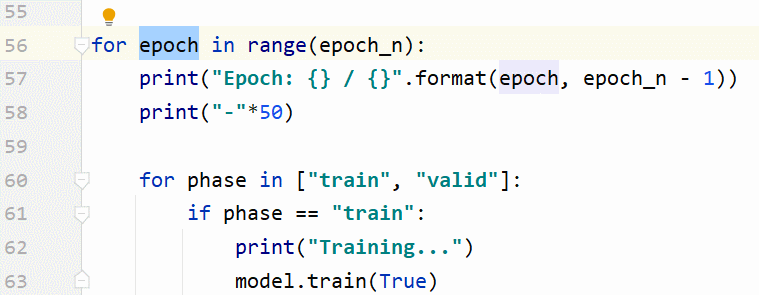 55
56 for epoch in range(epoch_n):
57 print("Epoch: {} / {}".format(epoch, epoch_n - 1))
58 print("-"*50)
59
60 for phase in ["train", "valid"]:
61 if phase == "train":
62 print("Training...")
63 model.train(True)